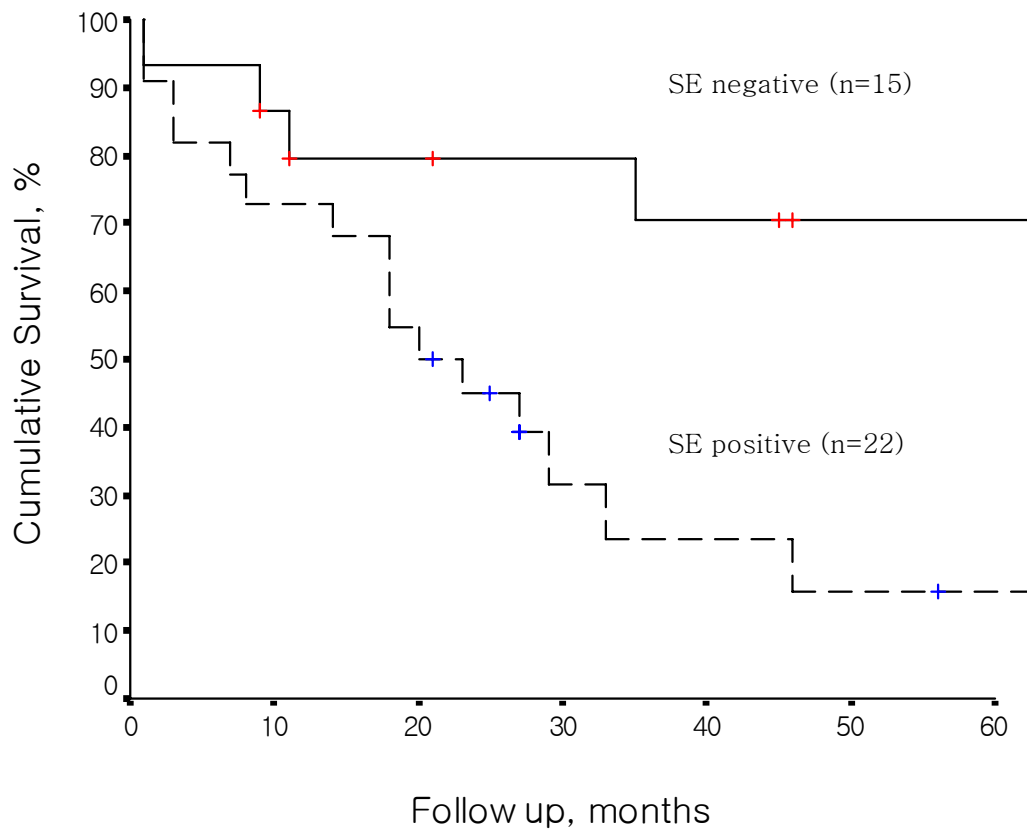 100
90
80
70
60
50
40
30
20
10
0
Cumulative Survival, %
SE negative (n=15)
SE positive (n=22)
0 10 20 30 40 50 60
Follow up, months